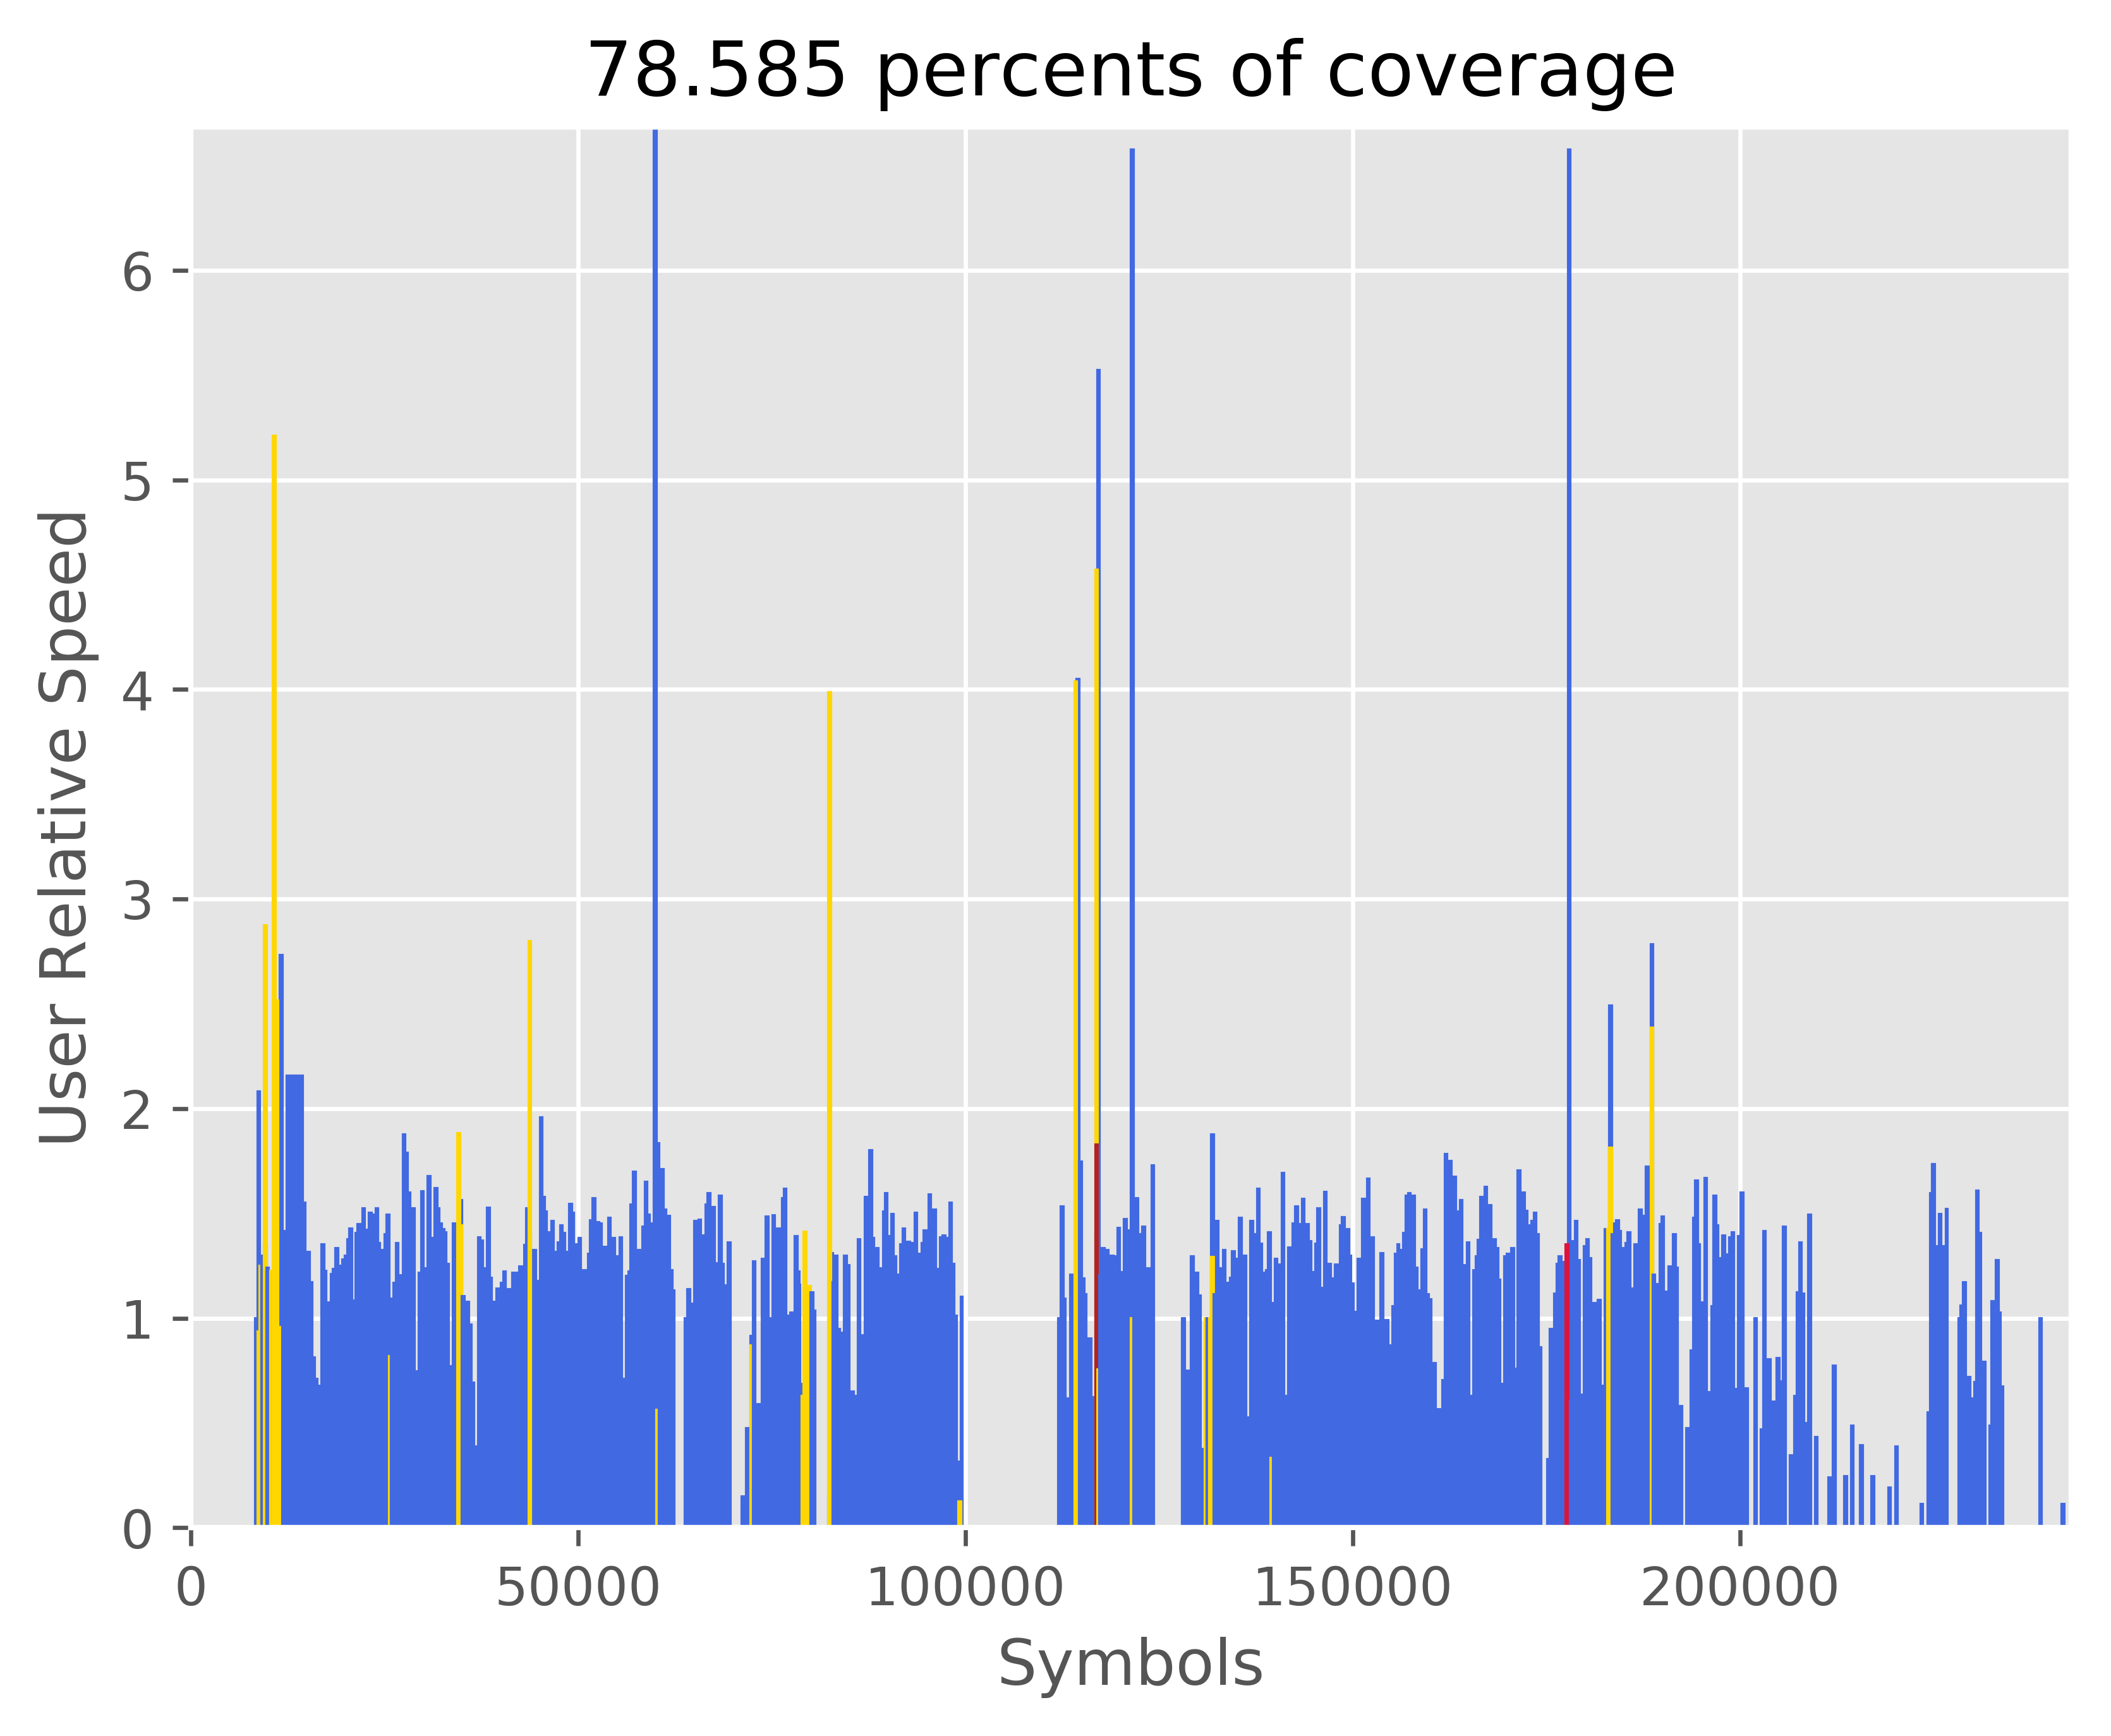 78.585 percents of coverage
User Relative Speed
6
5
4
3
2
1
0
0 50000 100000 150000 200000
Symbols